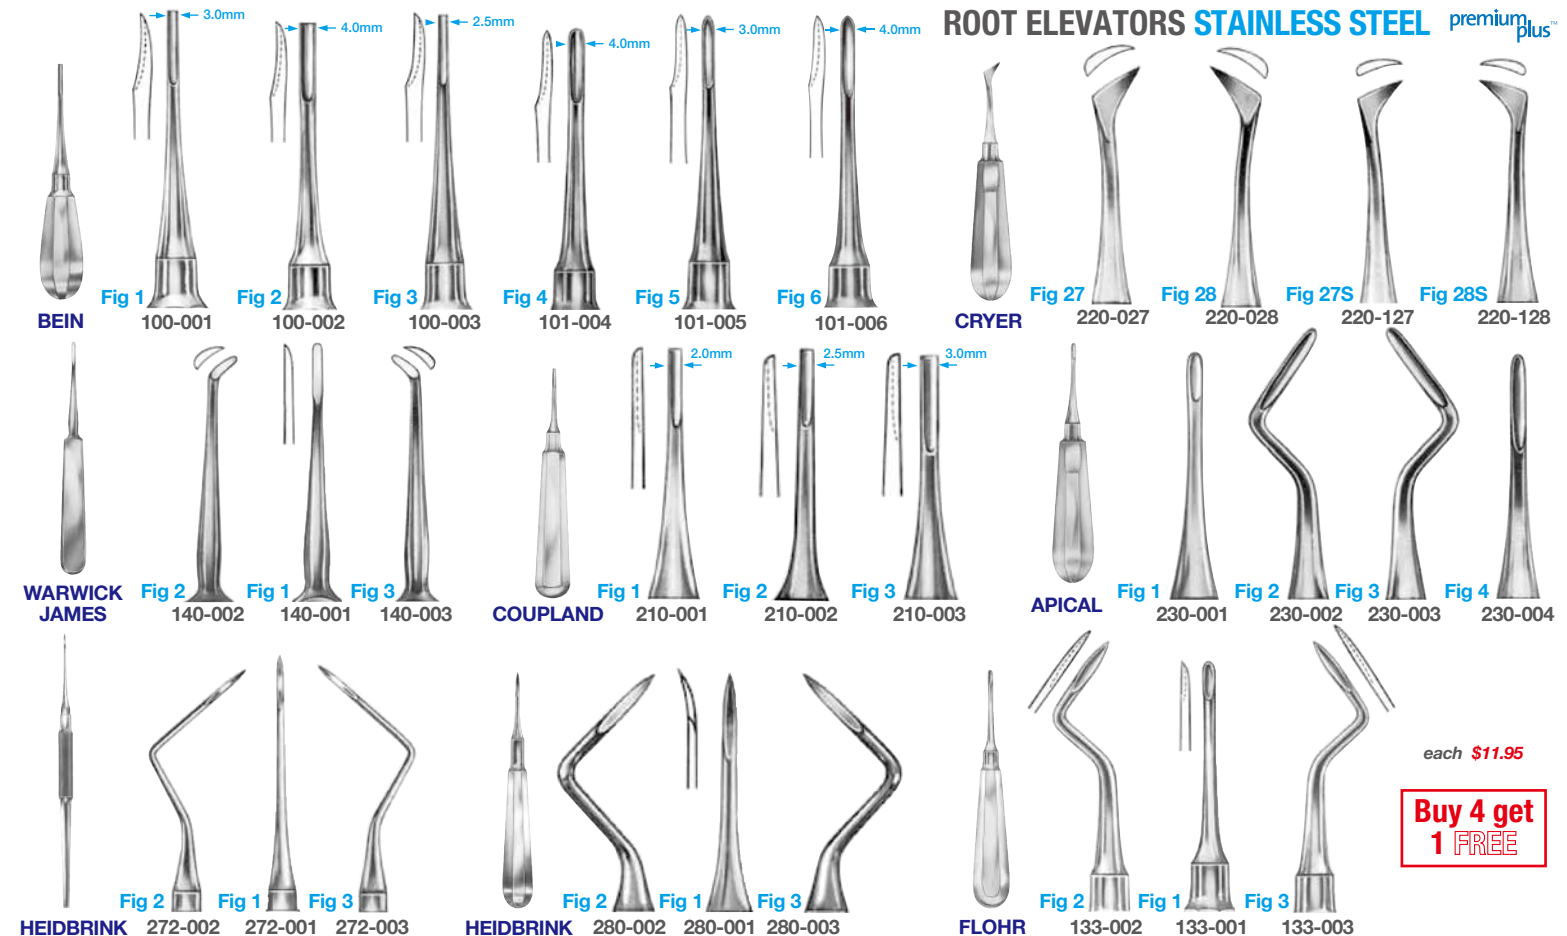 ROOT ELEVATORS STAINLESS STEEL
premium plus™
3.0mm
4.0mm
2.5mm
4.0mm
3.0mm
4.0mm
BEIN
Fig 1 Fig 2 Fig 3 Fig 4 Fig 5 Fig 6
100-001 100-002 100-003 101-004 101-005 101-006
CRYER
Fig 27 Fig 28 Fig 27S Fig 28S
220-027 220-028 220-127 220-128
WARWICK
JAMES
Fig 2 Fig 1 Fig 3
140-002 140-001 140-003
2.0mm
2.5mm
3.0mm
COUPLAND
Fig 1 Fig 2 Fig 3
210-001 210-002 210-003
APICAL
Fig 1 Fig 2 Fig 3 Fig 4
230-001 230-002 230-003 230-004
HEIDBRINK
Fig 2 Fig 1 Fig 3
272-002 272-001 272-003
HEIDBRINK
Fig 2 Fig 1 Fig 3
280-002 280-001 280-003
FLOHR
Fig 2 Fig 1 Fig 3
133-002 133-001 133-003
each $11.95
Buy 4 get
1 FREE